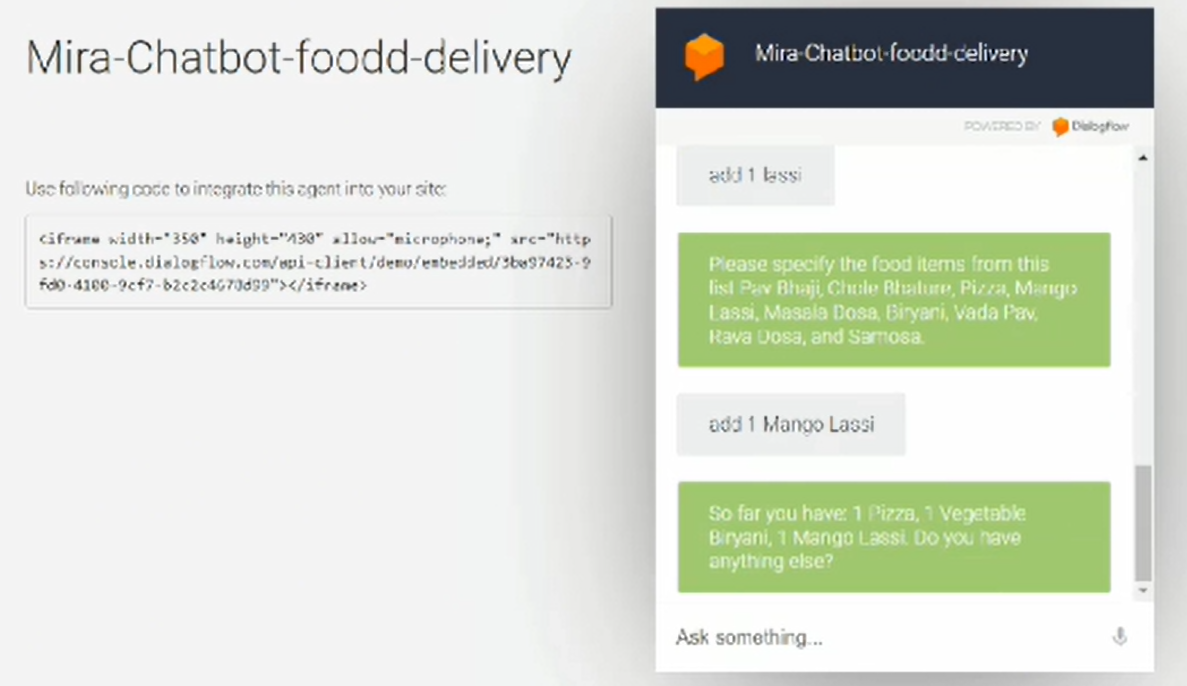 Mira-Chatbot-foodd-delivery
Use following code to integrate this agent into your site:
<iframe width="350" height="430" allow="microphone;" src="http
s://console.dialogflow.com/api-client/demo/embedded/3ba97423-9
fd0-4100-9cf7-b2c2c4678d99"></iframe>
Mira-Chatbot-foodd-delivery
POWERED BY Dialogflow
add 1 lassi
Please specify the food items from this
list Pav Bhaji, Chole Bhature, Pizza, Mango
Lassi, Masala Dosa, Biryani, Vada Pav,
Rava Dosa, and Samosa.
add 1 Mango Lassi
So far you have: 1 Pizza, 1 Vegetable
Biryani, 1 Mango Lassi. Do you have
anything else?
Ask something...